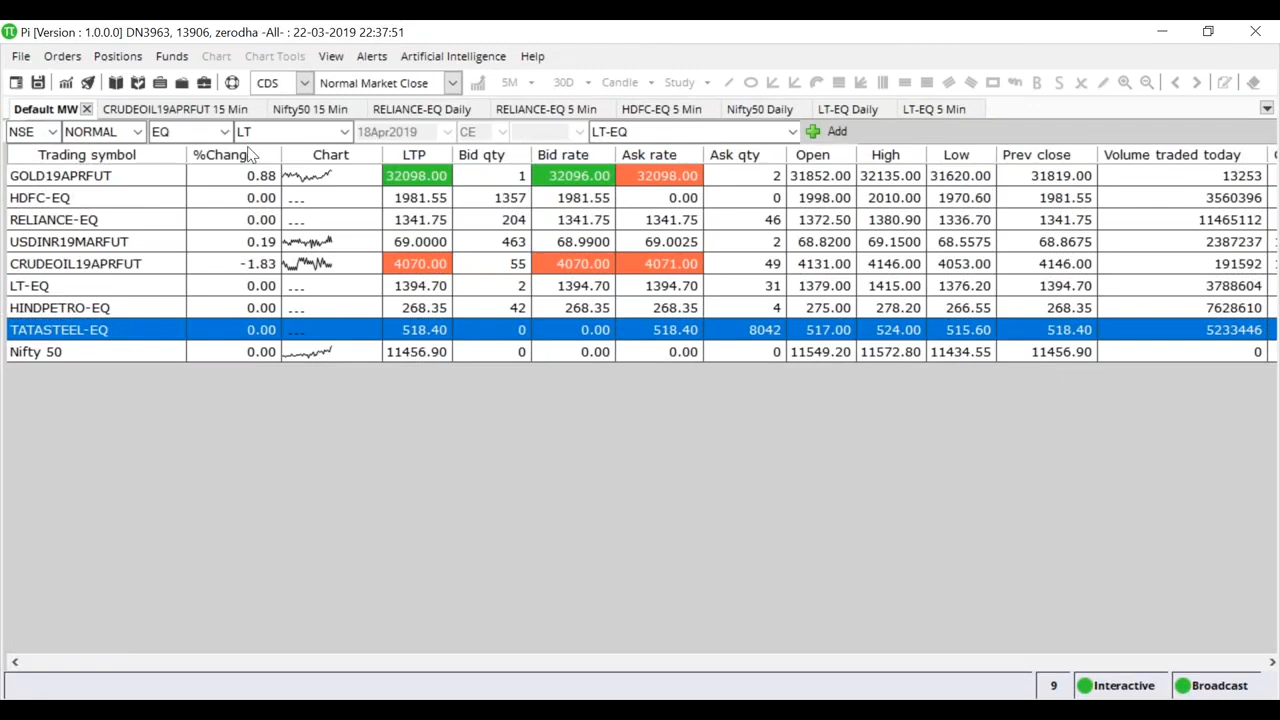 Pi [Version : 1.0.0.0] DN3963, 13906, zerodha -All- : 22-03-2019 22:37:51
File Orders Positions Funds Chart Chart Tools View Alerts Artificial Intelligence Help
CDS Normal Market Close 5M 30D Candle Study B S
Default MW CRUDEOIL19APRFUT 15 Min Nifty50 15 Min RELIANCE-EQ Daily RELIANCE-EQ 5 Min HDFC-EQ 5 Min Nifty50 Daily LT-EQ Daily LT-EQ 5 Min
NSE NORMAL EQ LT 18Apr2019 CE LT-EQ Add
Trading symbol %Chang Chart LTP Bid qty Bid rate Ask rate Ask qty Open High Low Prev close Volume traded today
GOLD19APRFUT 0.88 32098.00 1 32096.00 32098.00 2 31852.00 32135.00 31620.00 31819.00 13253
HDFC-EQ 0.00 --- 1981.55 1357 1981.55 0.00 0 1998.00 2010.00 1970.60 1981.55 3560396
RELIANCE-EQ 0.00 --- 1341.75 204 1341.75 1341.75 46 1372.50 1380.90 1336.70 1341.75 11465112
USDINR19MARFUT 0.19 69.0000 463 68.9900 69.0025 2 68.8200 69.1500 68.5575 68.8675 2387237
CRUDEOIL19APRFUT -1.83 4070.00 55 4070.00 4071.00 49 4131.00 4146.00 4053.00 4146.00 191592
LT-EQ 0.00 --- 1394.70 2 1394.70 1394.70 31 1379.00 1415.00 1376.20 1394.70 3788604
HINDPETRO-EQ 0.00 --- 268.35 42 268.35 268.35 4 275.00 278.20 266.55 268.35 7628610
TATASTEEL-EQ 0.00 --- 518.40 0 0.00 518.40 8042 517.00 524.00 515.60 518.40 5233446
Nifty 50 0.00 11456.90 0 0.00 0.00 0 11549.20 11572.80 11434.55 11456.90 0
9 Interactive Broadcast